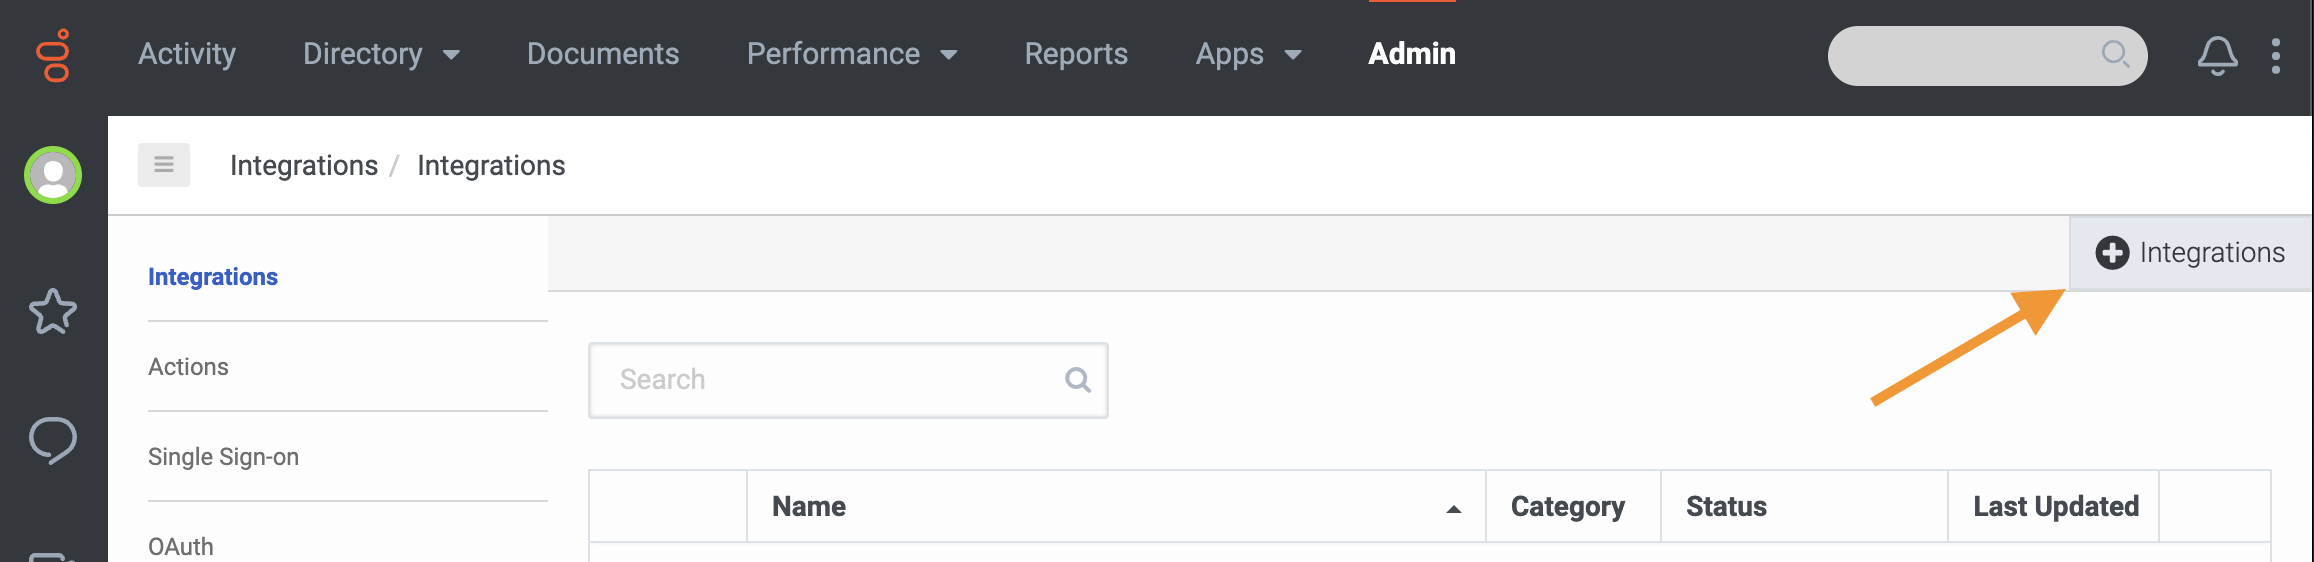 Activity Directory Documents Performance Reports Apps Admin
Integrations / Integrations
Integrations
Integrations
Search
Actions
Single Sign-on
Name Category Status Last Updated
OAuth